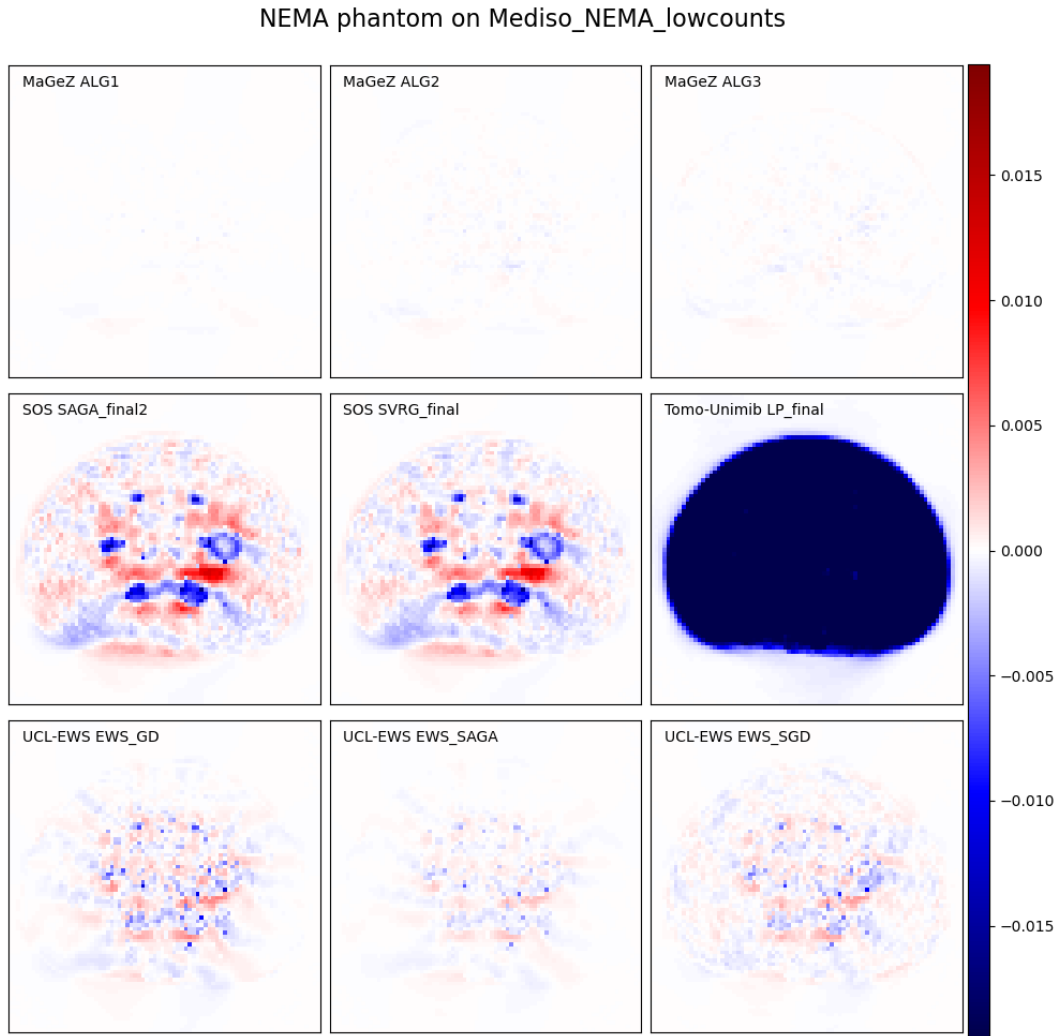 NEMA phantom on Mediso_NEMA_lowcounts
MaGeZ ALG1
MaGeZ ALG2
MaGeZ ALG3
SOS SAGA_final2
SOS SVRG_final
Tomo-Unimib LP_final
UCL-EWS EWS_GD
UCL-EWS EWS_SAGA
UCL-EWS EWS_SGD
0.015
0.010
0.005
0.000
−0.005
−0.010
−0.015